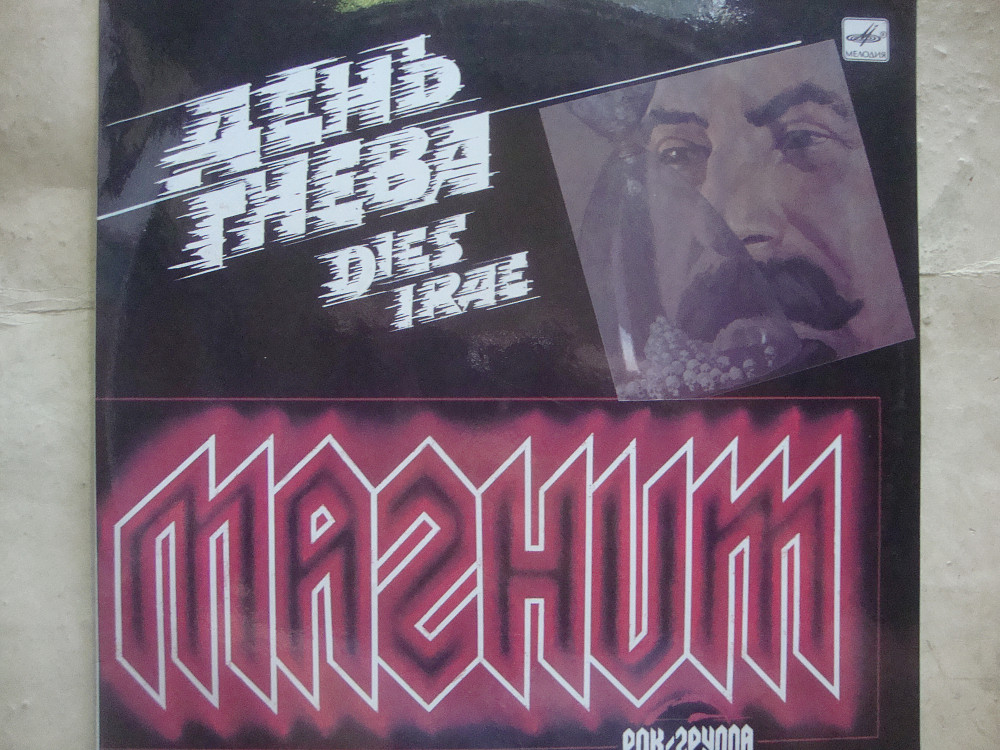 ДЕНЬ
ГНЕВА
DIES
IRAE
МЕЛОДИЯ
МАГНИТ
РОК-ГРУППА